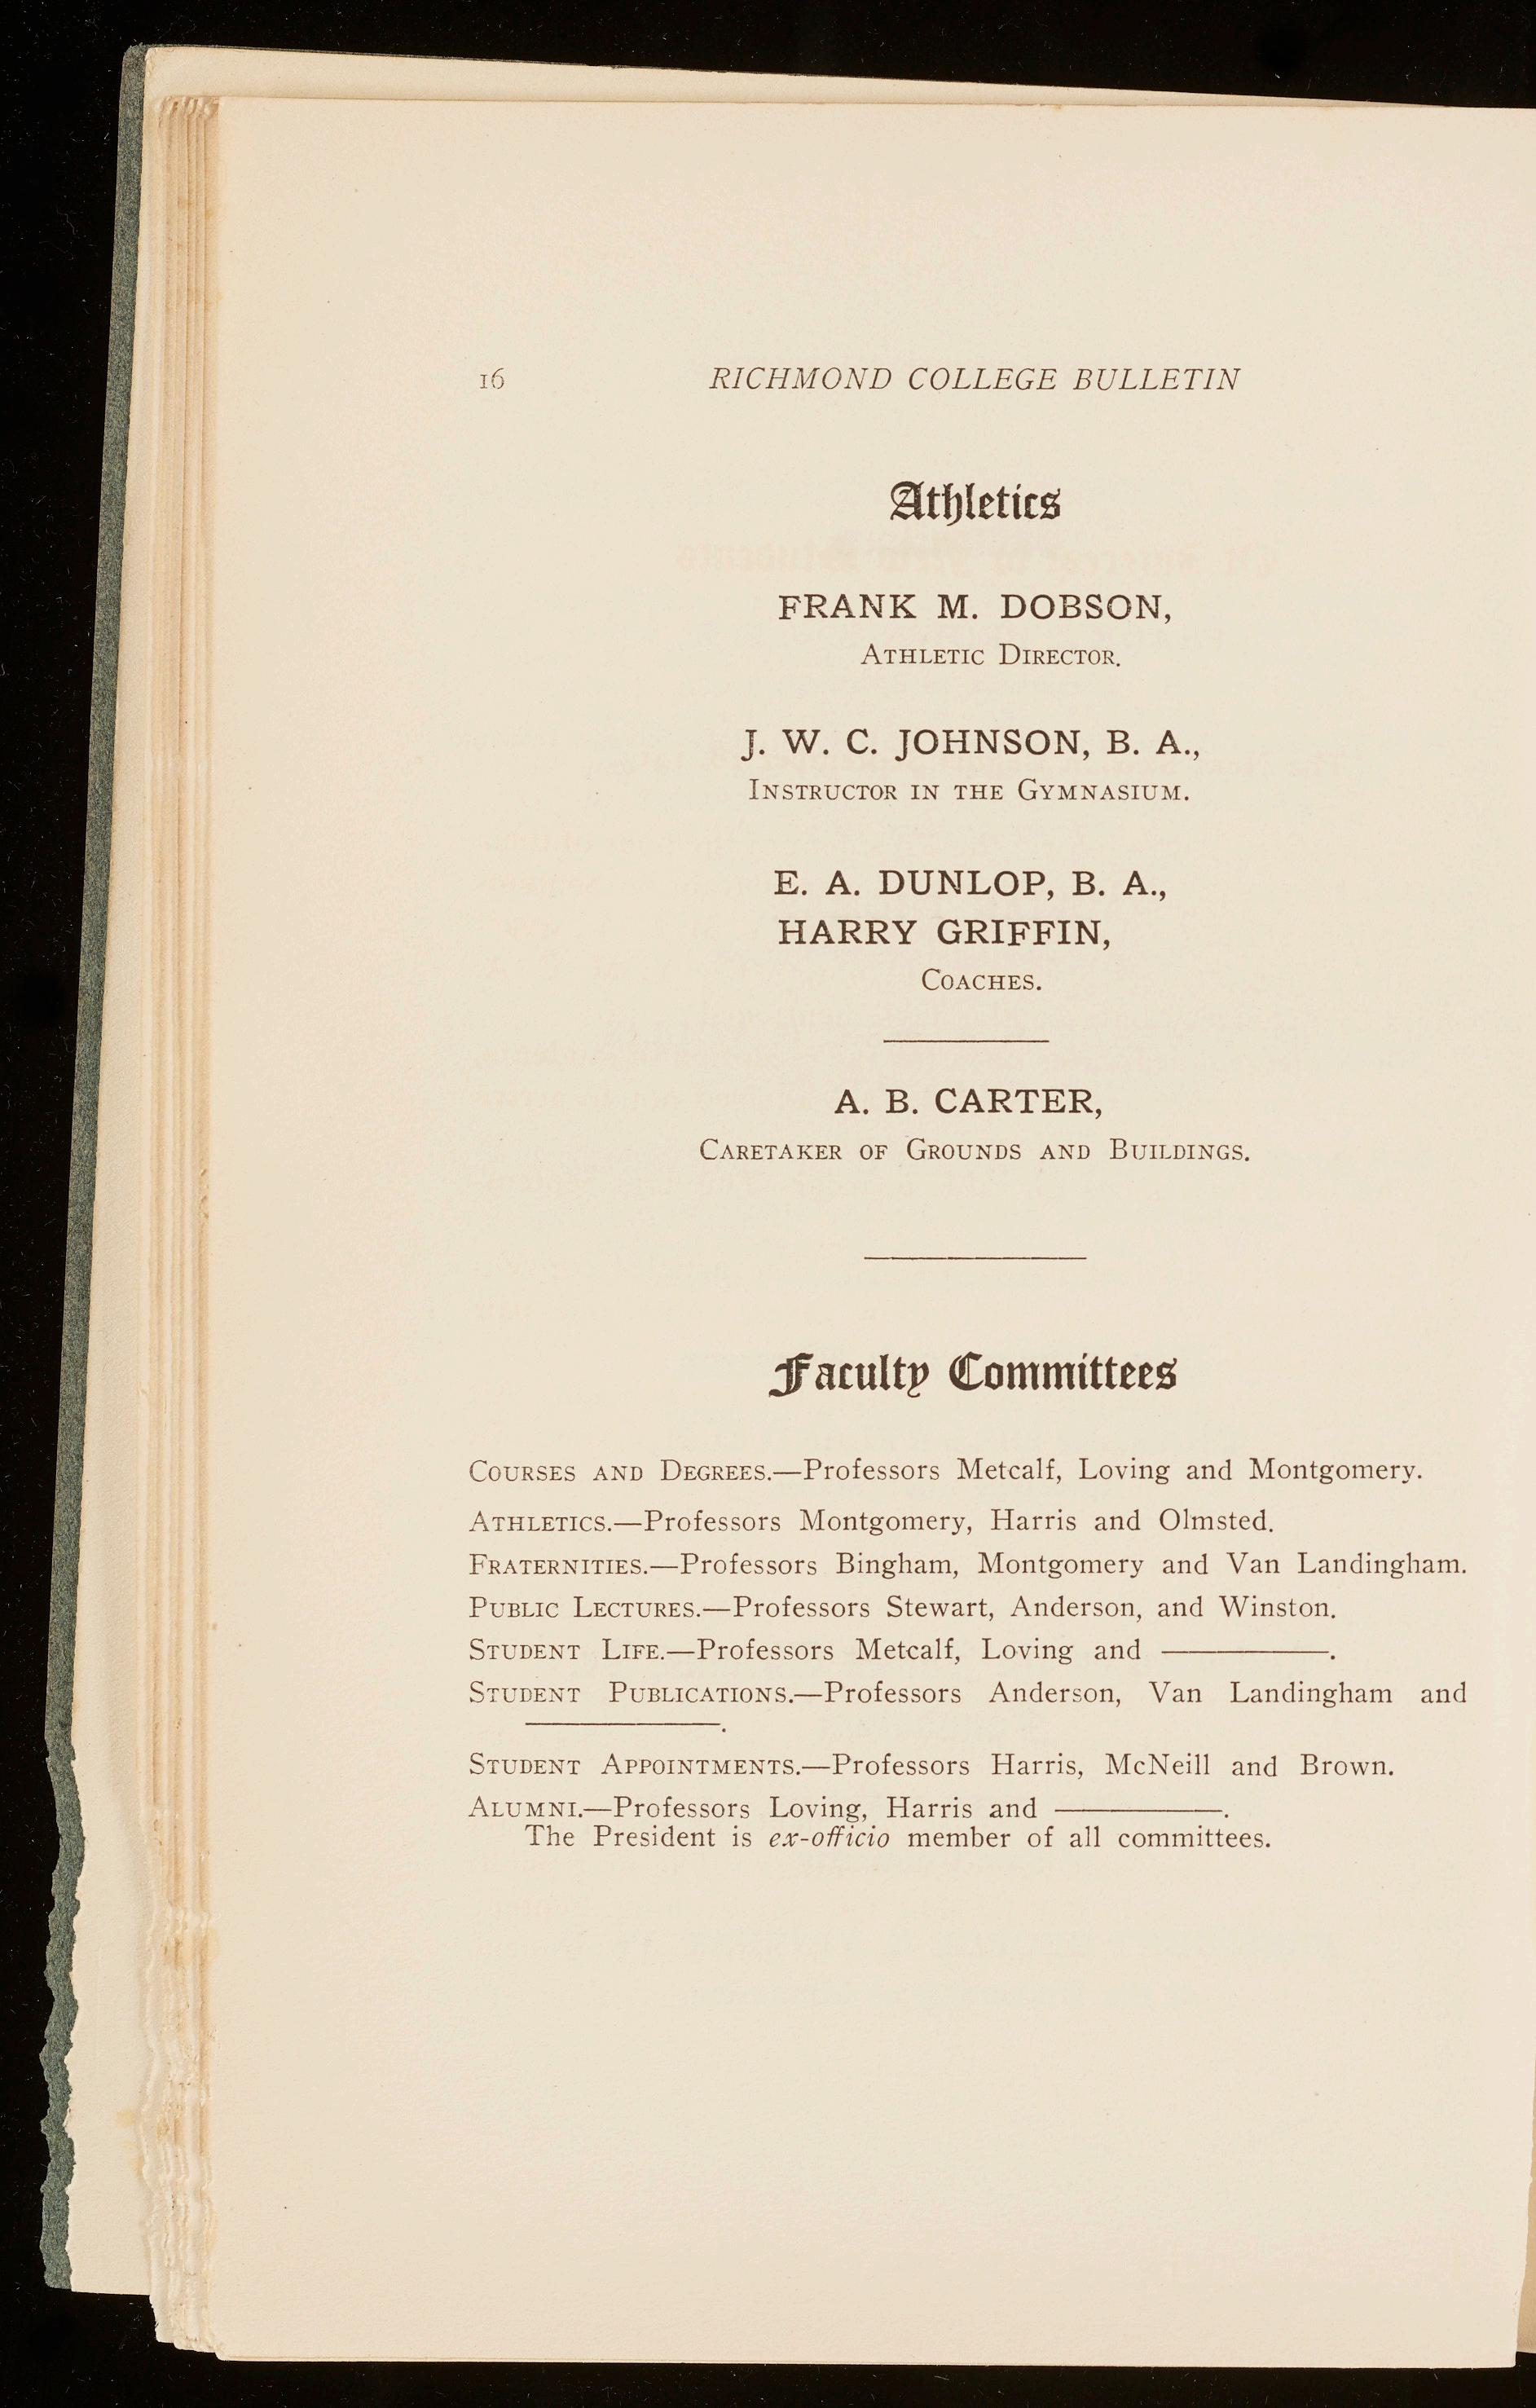 16 RICHMOND COLLEGE BULLETIN
Athletics
FRANK M. DOBSON,
ATHLETIC DIRECTOR.
J. W. C. JOHNSON, B. A.,
INSTRUCTOR IN THE GYMNASIUM.
E. A. DUNLOP, B. A.,
HARRY GRIFFIN,
COACHES.
A. B. CARTER,
CARETAKER OF GROUNDS AND BUILDINGS.
Faculty Committees
COURSES AND DEGREES.—Professors Metcalf, Loving and Montgomery.
ATHLETICS.—Professors Montgomery, Harris and Olmsted.
FRATERNITIES.—Professors Bingham, Montgomery and Van Landingham.
PUBLIC LECTURES.—Professors Stewart, Anderson, and Winston.
STUDENT LIFE.—Professors Metcalf, Loving and ————.
STUDENT PUBLICATIONS.—Professors Anderson, Van Landingham and
————.
STUDENT APPOINTMENTS.—Professors Harris, McNeill and Brown.
ALUMNI.—Professors Loving, Harris and ————.
The President is ex-officio member of all committees.